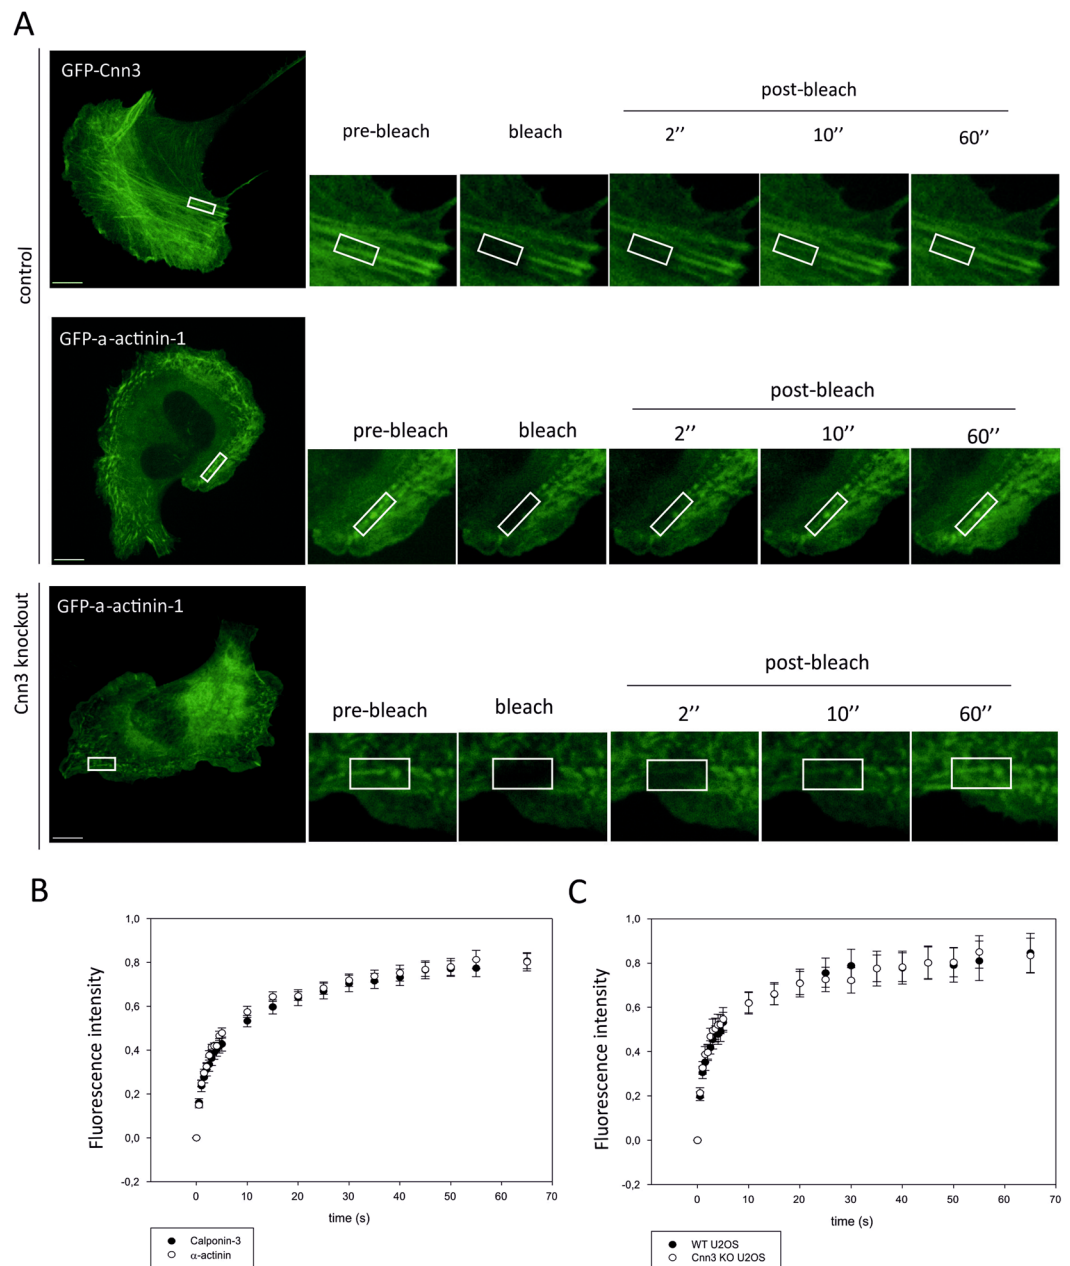 A
control
GFP-Cnn3
post-bleach
pre-bleach bleach 2’’ 10’’ 60’’
GFP-a-actinin-1
post-bleach
pre-bleach bleach 2’’ 10’’ 60’’
Cnn3 knockout
GFP-a-actinin-1
post-bleach
pre-bleach bleach 2’’ 10’’ 60’’
B
Fluorescence intensity
1,0
0,8
0,6
0,4
0,2
0,0
-0,2
0 10 20 30 40 50 60 70
time (s)
Calponin-3
α-actinin
C
Fluorescence intensity
1,0
0,8
0,6
0,4
0,2
0,0
-0,2
0 10 20 30 40 50 60 70
time (s)
WT U2OS
Cnn3 KO U2OS